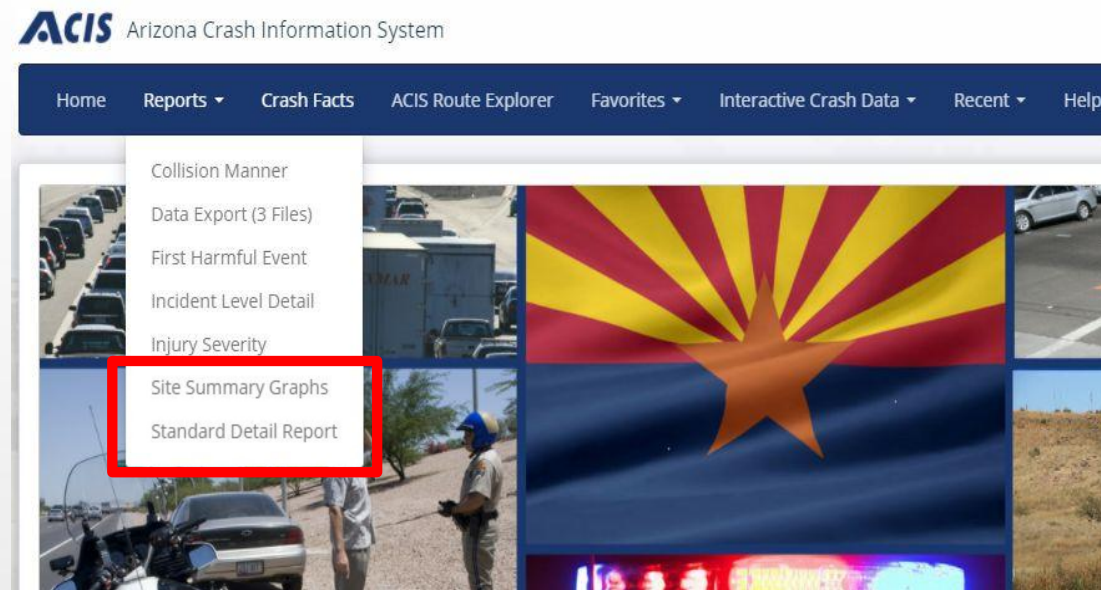 ACIS Arizona Crash Information System
Home Reports Crash Facts ACIS Route Explorer Favorites Interactive Crash Data Recent Help
Collision Manner
Data Export (3 Files)
First Harmful Event
Incident Level Detail
Injury Severity
Site Summary Graphs
Standard Detail Report